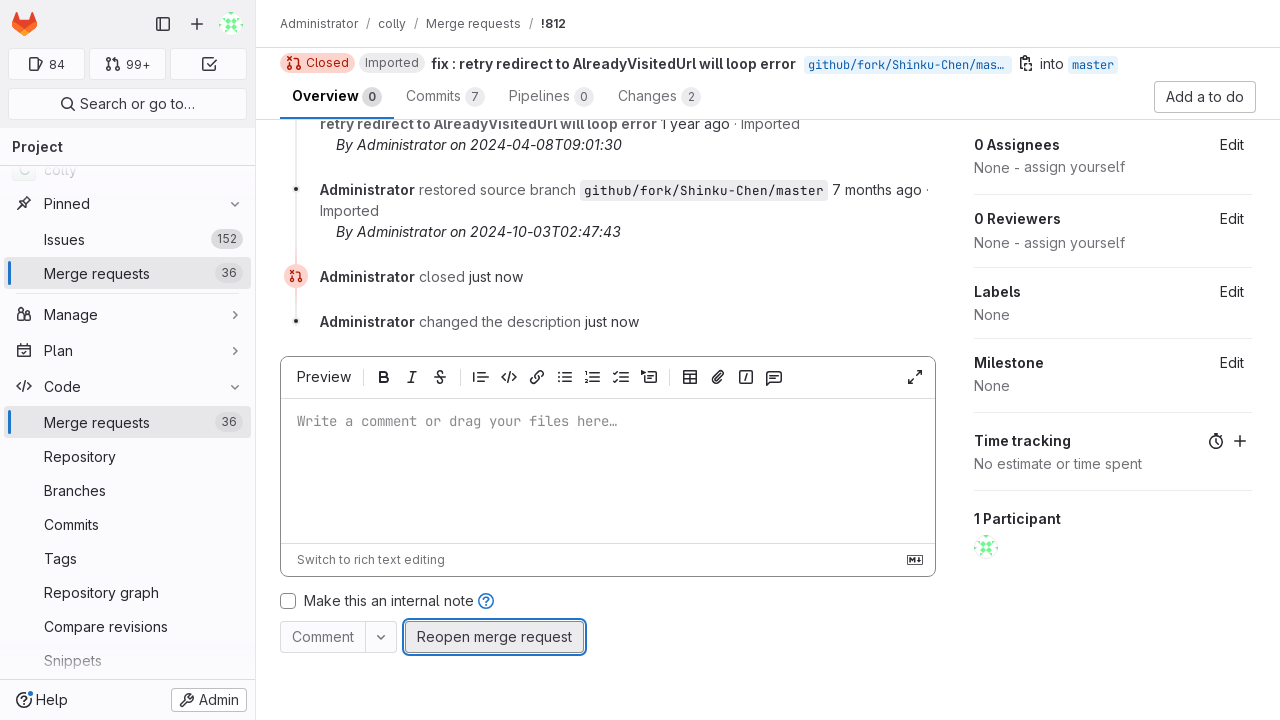 Administrator / colly / Merge requests / !812
84
99+
Search or go to…
Closed Imported fix : retry redirect to AlreadyVisitedUrl will loop error github/fork/Shinku-Chen/mas… into master
Overview 0 Commits 7 Pipelines 0 Changes 2
Add a to do
Project
colly
Pinned
Issues 152
Merge requests 36
Manage
Plan
Code
Merge requests 36
Repository
Branches
Commits
Tags
Repository graph
Compare revisions
Snippets
Help
Admin
retry redirect to AlreadyVisitedUrl will loop error 1 year ago · Imported
By Administrator on 2024-04-08T09:01:30
Administrator restored source branch github/fork/Shinku-Chen/master 7 months ago ·
Imported
By Administrator on 2024-10-03T02:47:43
Administrator closed just now
Administrator changed the description just now
Preview
Write a comment or drag your files here…
Switch to rich text editing
Make this an internal note
Comment
Reopen merge request
0 Assignees Edit
None - assign yourself
0 Reviewers Edit
None - assign yourself
Labels Edit
None
Milestone Edit
None
Time tracking
No estimate or time spent
1 Participant